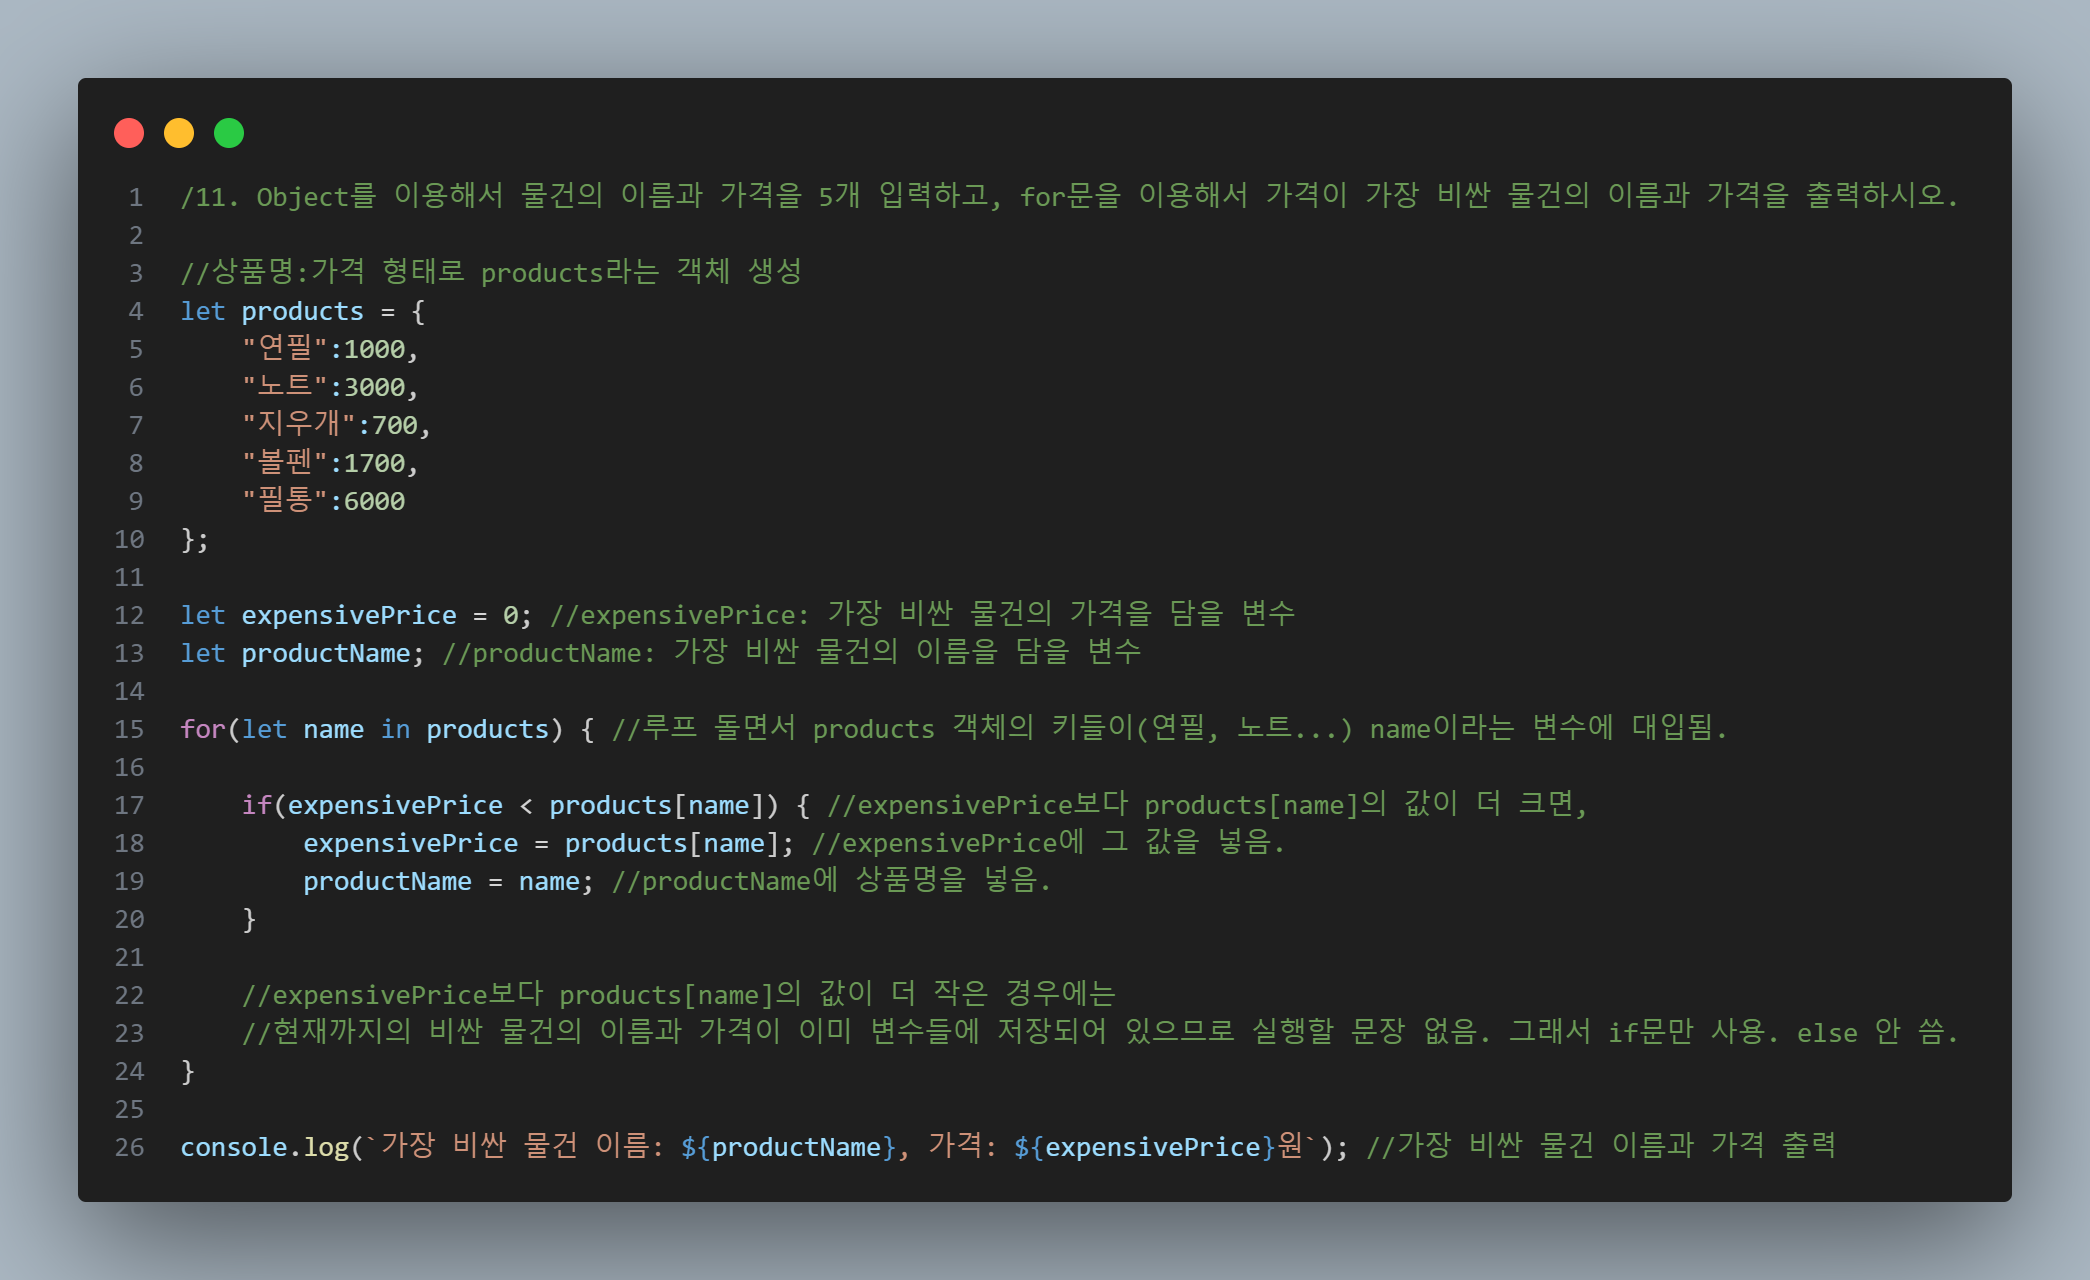 1 /11. Object를 이용해서 물건의 이름과 가격을 5개 입력하고, for문을 이용해서 가격이 가장 비싼 물건의 이름과 가격을 출력하시오.
2
3 //상품명:가격 형태로 products라는 객체 생성
4 let products = {
5     "연필":1000,
6     "노트":3000,
7     "지우개":700,
8     "볼펜":1700,
9     "필통":6000
10 };
11
12 let expensivePrice = 0; //expensivePrice: 가장 비싼 물건의 가격을 담을 변수
13 let productName; //productName: 가장 비싼 물건의 이름을 담을 변수
14
15 for(let name in products) { //루프 돌면서 products 객체의 키들이(연필, 노트...) name이라는 변수에 대입됨.
16
17     if(expensivePrice < products[name]) { //expensivePrice보다 products[name]의 값이 더 크면,
18         expensivePrice = products[name]; //expensivePrice에 그 값을 넣음.
19         productName = name; //productName에 상품명을 넣음.
20     }
21
22     //expensivePrice보다 products[name]의 값이 더 작은 경우에는
23     //현재까지의 비싼 물건의 이름과 가격이 이미 변수들에 저장되어 있으므로 실행할 문장 없음. 그래서 if문만 사용. else 안 씀.
24 }
25
26 console.log(`가장 비싼 물건 이름: ${productName}, 가격: ${expensivePrice}원`); //가장 비싼 물건 이름과 가격 출력